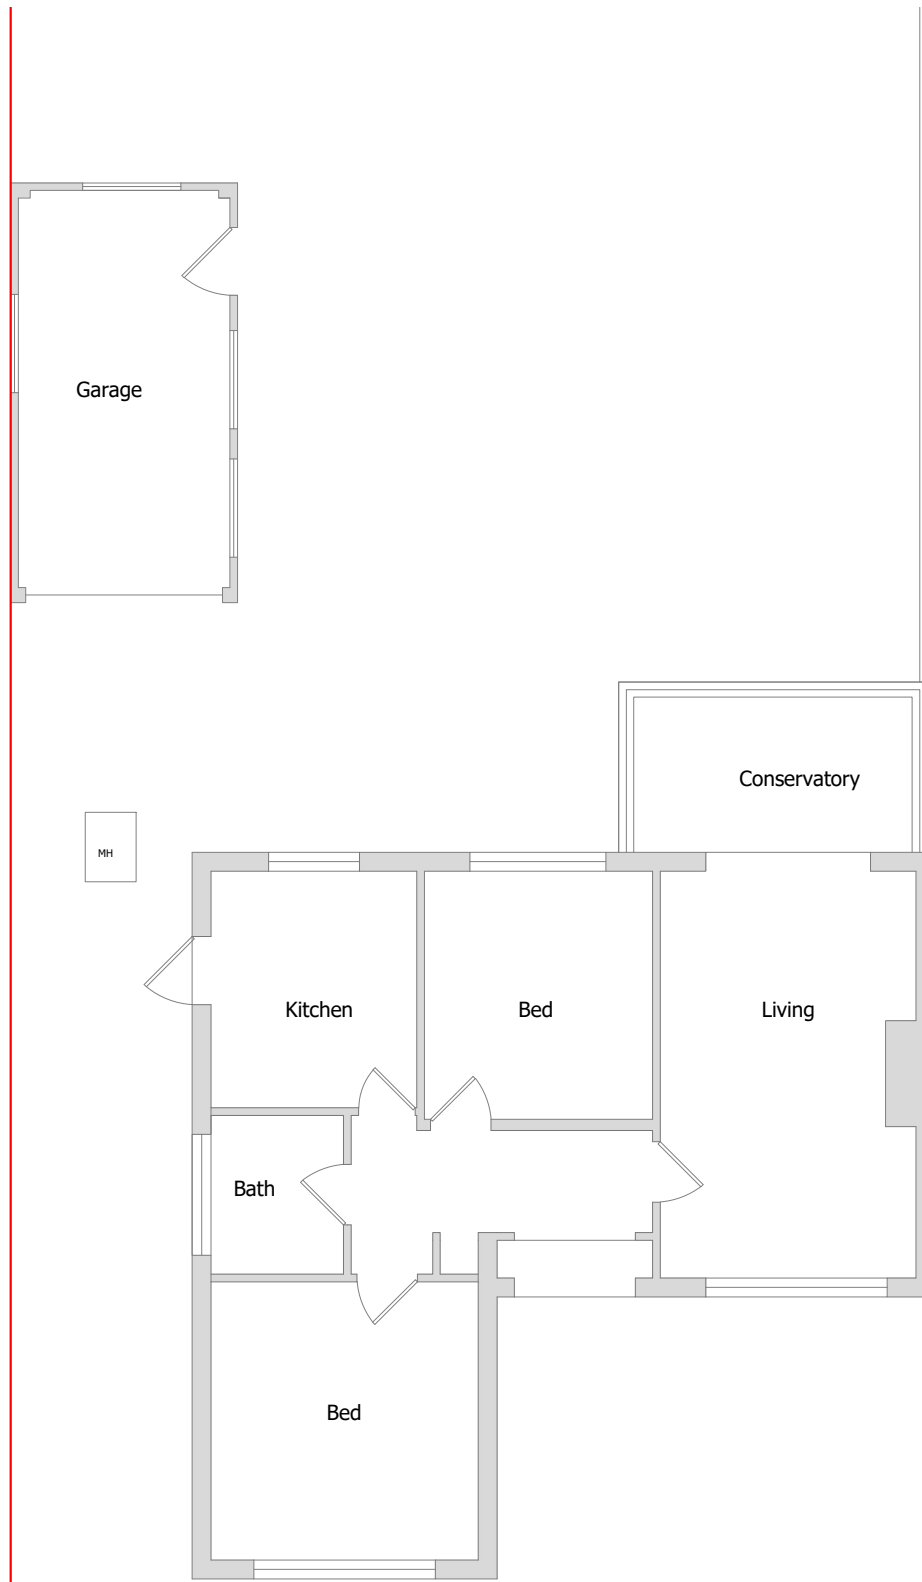 Garage
Conservatory
MH
Kitchen
Bed
Living
Bath
Bed